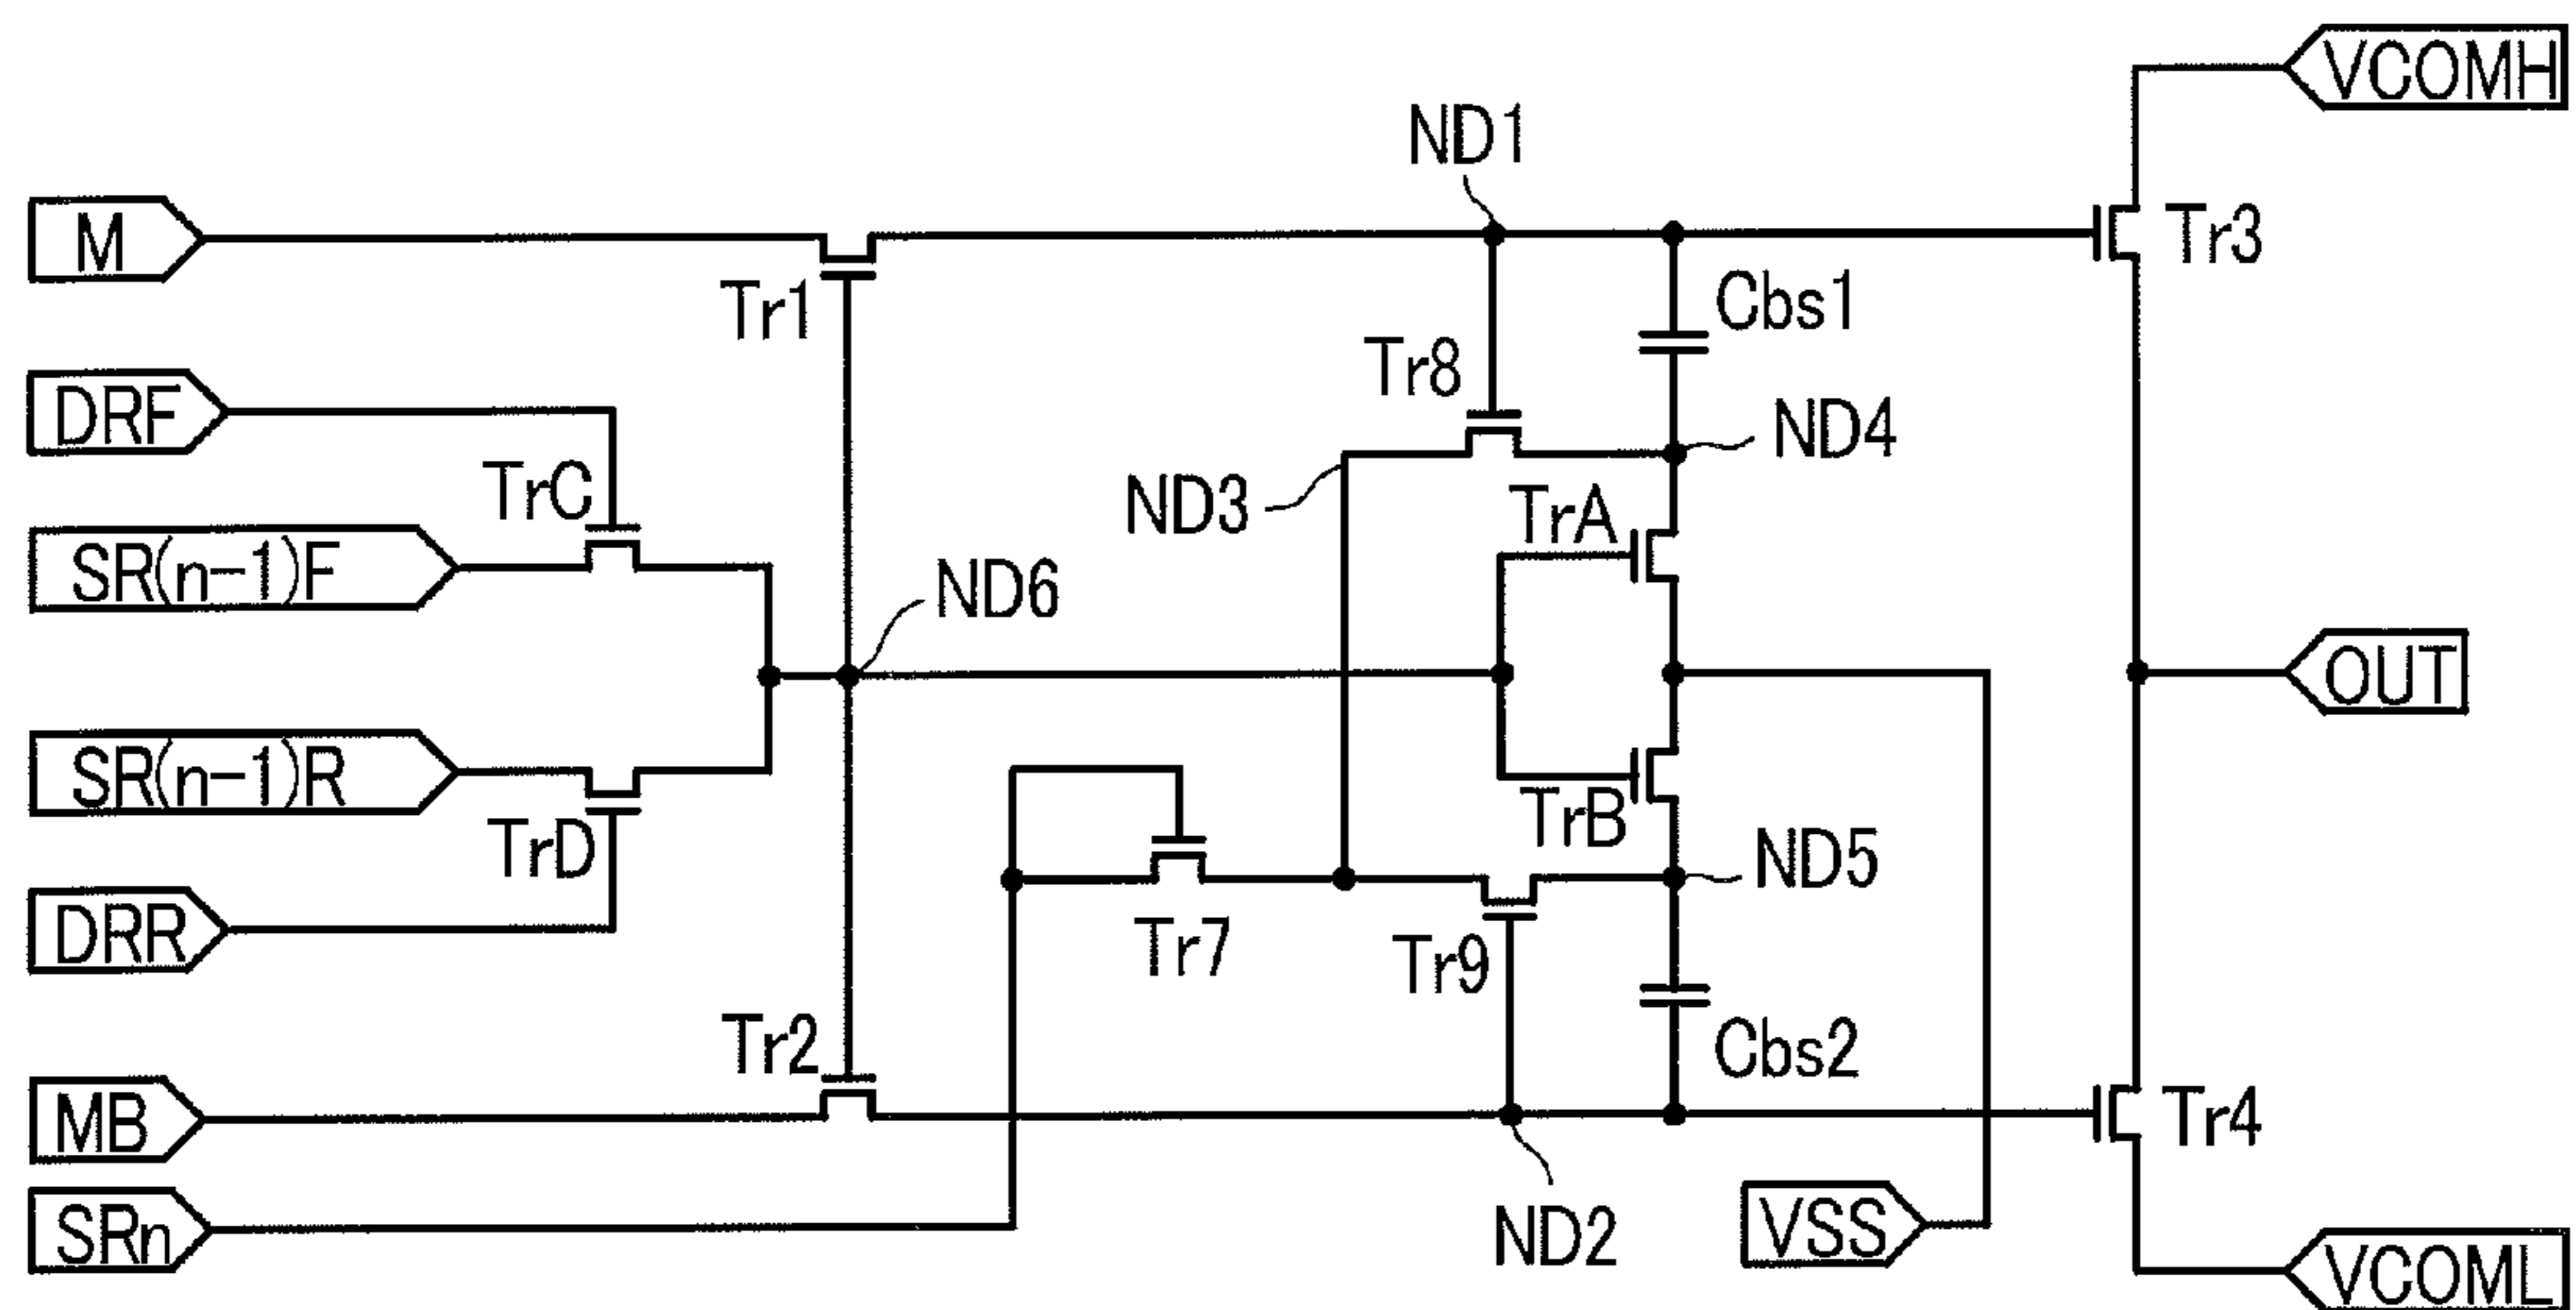 VCOMH
ND1
M
Tr3
Tr1
Cbs1
Tr8
DRF
ND4
TrC
ND3
TrA
SR(n-1)F
ND6
OUT
SR(n-1)R
TrD
TrB
ND5
DRR
Tr7
Tr9
Tr2
Cbs2
MB
Tr4
SRn
ND2
VSS
VCOML